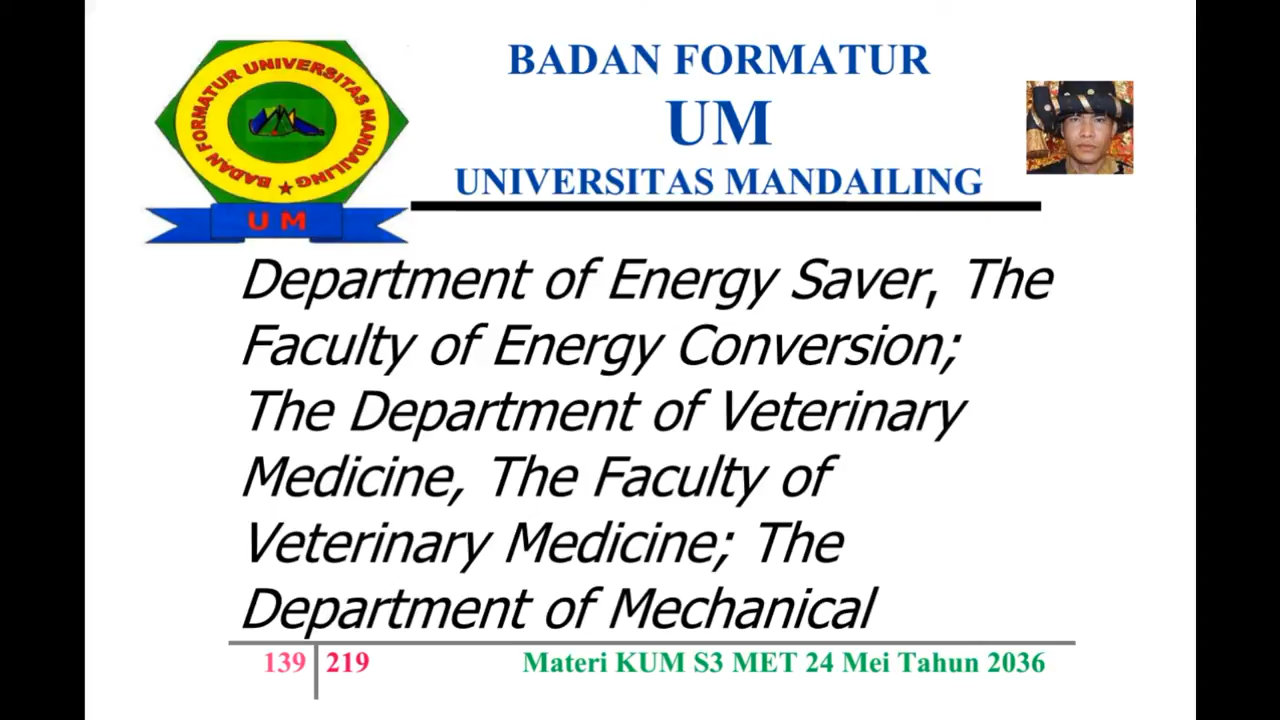 BADAN FORMATUR UNIVERSITAS MANDAILING
UM
BADAN FORMATUR
UM
UNIVERSITAS MANDAILING
Department of Energy Saver, The
Faculty of Energy Conversion;
The Department of Veterinary
Medicine, The Faculty of
Veterinary Medicine; The
Department of Mechanical
139 219
Materi KUM S3 MET 24 Mei Tahun 2036